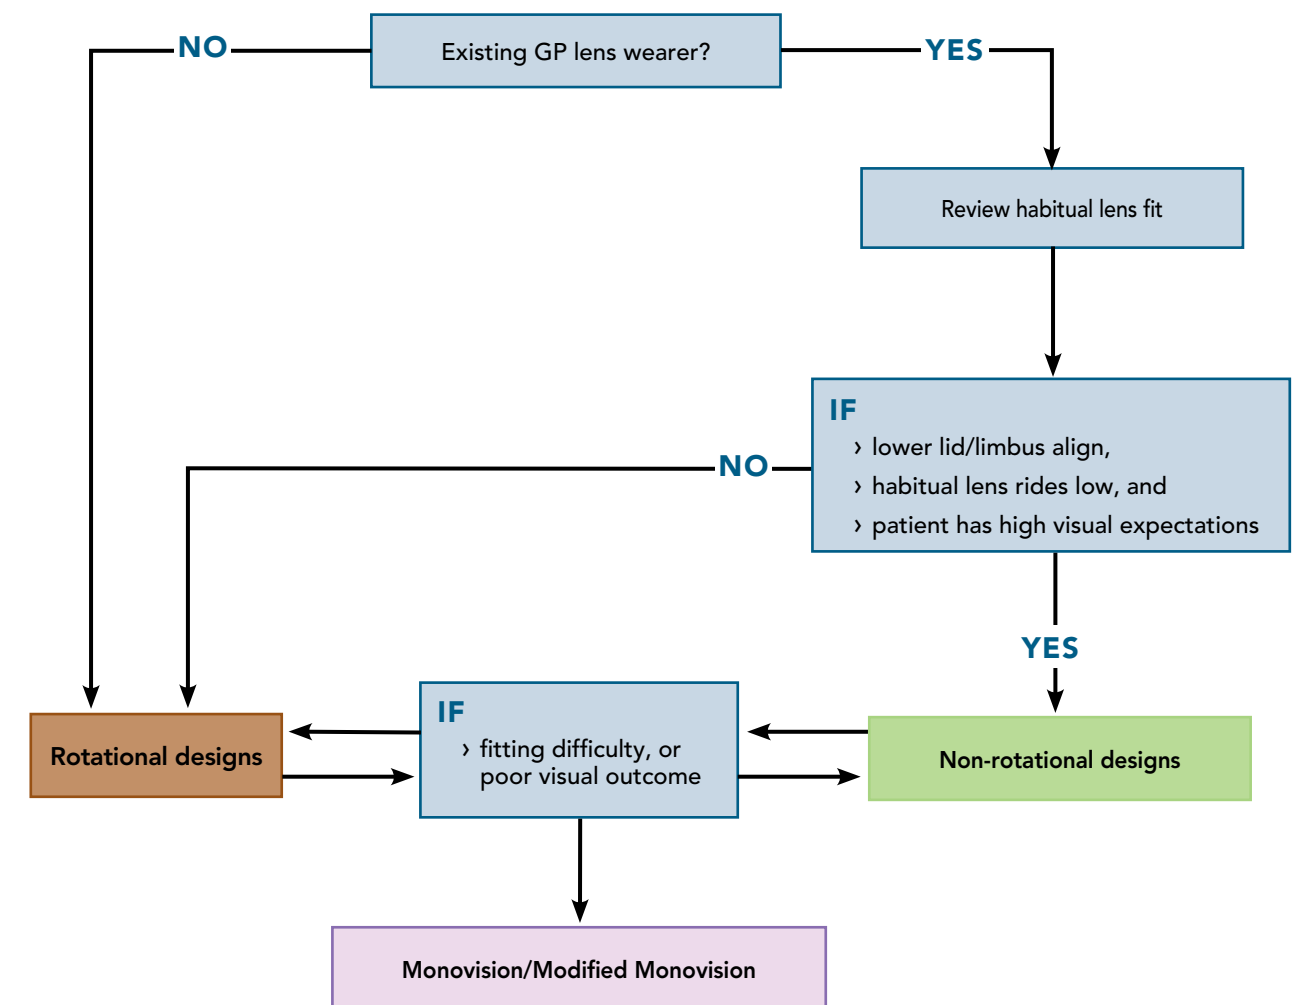 Existing GP lens wearer?
NO
YES
Review habitual lens fit
IF
› lower lid/limbus align,
› habitual lens rides low, and
› patient has high visual expectations
NO
YES
Rotational designs
IF
› fitting difficulty, or
poor visual outcome
Non-rotational designs
Monovision/Modified Monovision